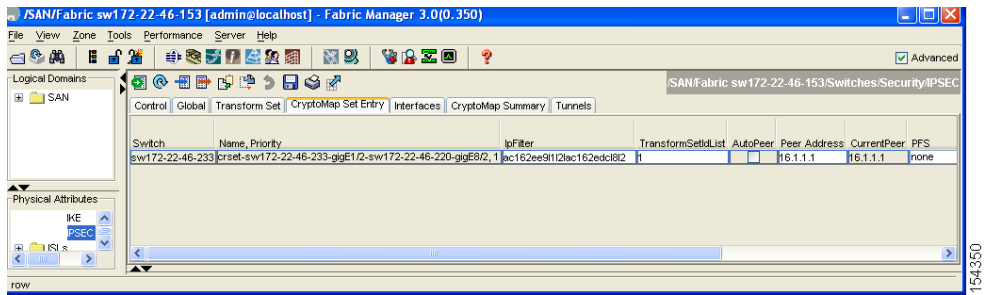 /SAN/Fabric sw172-22-46-153 [admin@localhost] - Fabric Manager 3.0(0.350)
File View Zone Tools Performance Server Help
Advanced
Logical Domains
/SAN/Fabric sw172-22-46-153/Switches/Security/IPSEC
SAN
Control Global Transform Set CryptoMap Set Entry Interfaces CryptoMap Summary Tunnels
Switch Name, Priority IpFilter TransformSetIdList AutoPeer Peer Address CurrentPeer PFS
sw172-22-46-233 crset-sw172-22-46-233-gigE1/2-sw172-22-46-220-gigE8/2, 1 1 16.1.1.1 16.1.1.1 none
Physical Attributes
IKE
IPSEC
ISLs
row
154350